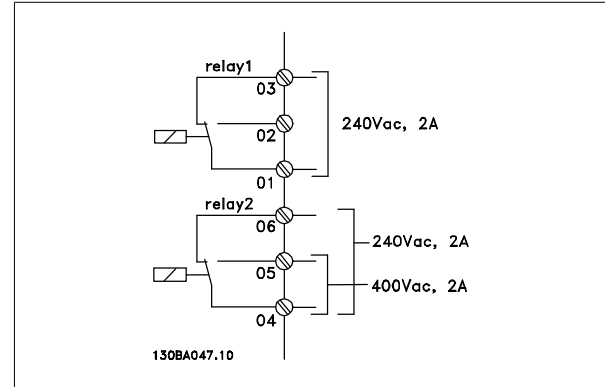 relay1
03
02
240Vac, 2A
01
relay2
06
240Vac, 2A
05
400Vac, 2A
04
130BA047.10